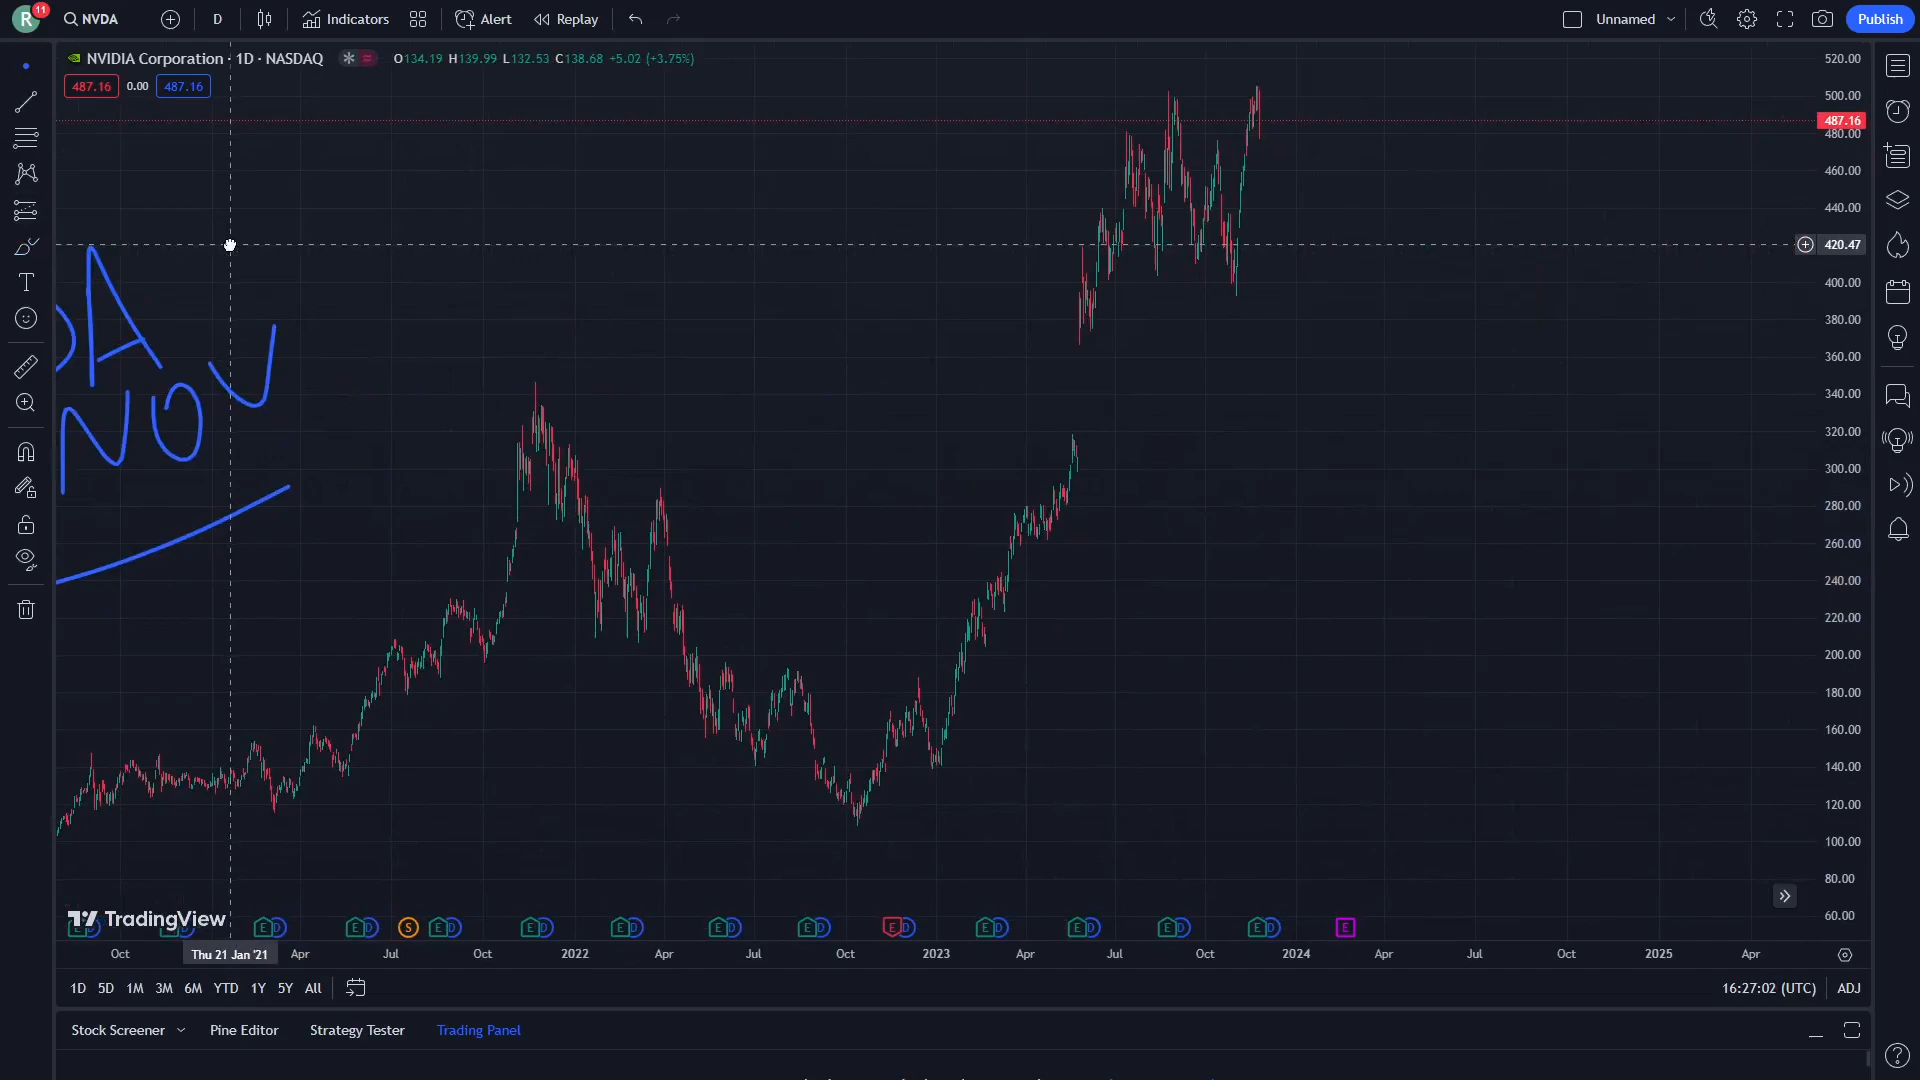 R 11 NVDA D Indicators Alert Replay Unnamed Publish
NVIDIA Corporation · 1D · NASDAQ O134.19 H139.99 L132.53 C138.68 +5.02 (+3.75%)
487.16 0.00 487.16
520.00
500.00
487.16
480.00
460.00
440.00
420.47
400.00
380.00
360.00
340.00
320.00
300.00
280.00
260.00
240.00
220.00
200.00
180.00
160.00
140.00
120.00
100.00
80.00
60.00
DA
NOV
TradingView
E D E D E D E D S E D E D E D E D E D E D E D E D E D E D E
Oct Thu 21 Jan '21 Apr Jul Oct 2022 Apr Jul Oct 2023 Apr Jul Oct 2024 Apr Jul Oct 2025 Apr
1D 5D 1M 3M 6M YTD 1Y 5Y All 16:27:02 (UTC) ADJ
Stock Screener Pine Editor Strategy Tester Trading Panel